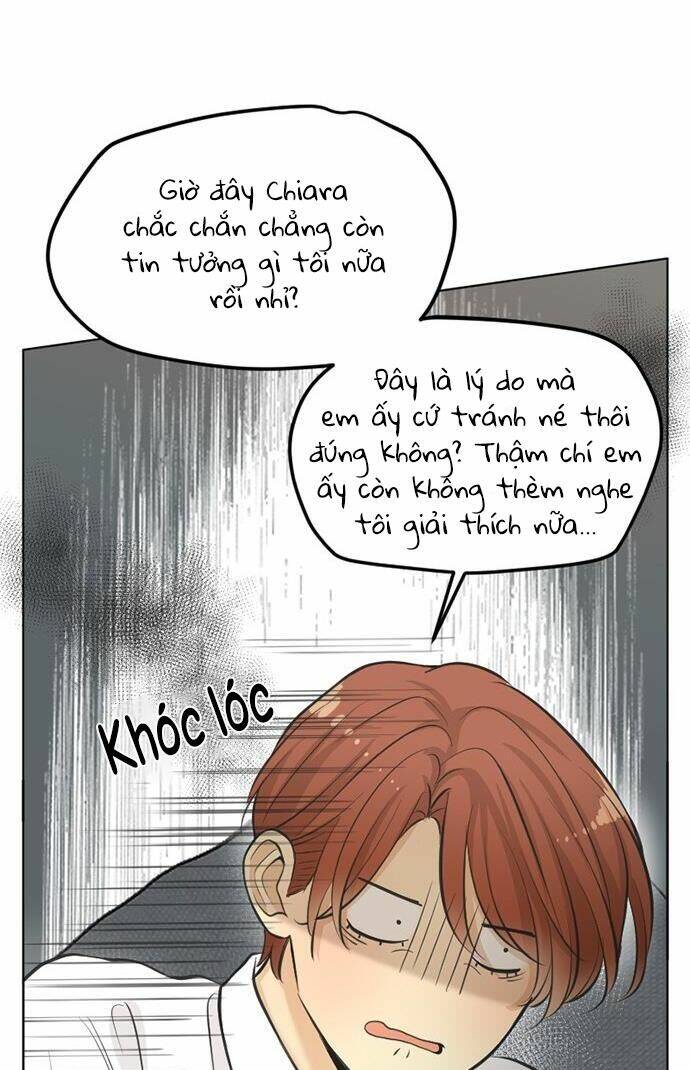 Giờ đây Chiara
chắc chắn chẳng còn
tin tưởng gì tôi nữa
rồi nhỉ?
Đây là lý do mà
em ấy cứ tránh né thôi
đúng không? Thậm chí em
ấy còn không thèm nghe
tôi giải thích nữa...
Khóc lóc